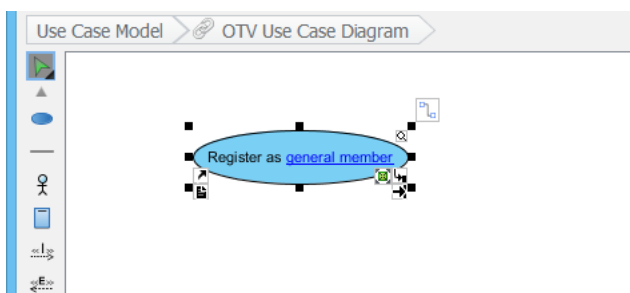 Use Case Model
OTV Use Case Diagram
Register as general member
<<I>>
<<E>>